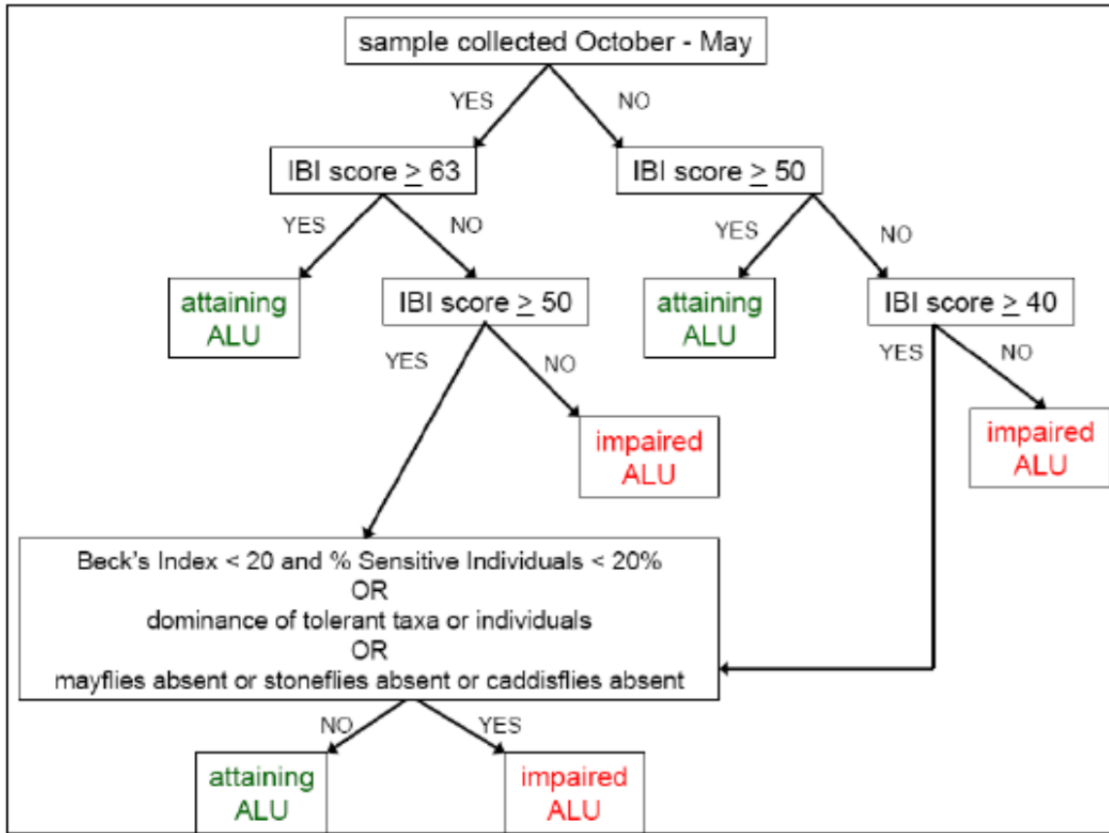 sample collected October - May
YES
NO
IBI score ≥ 63
IBI score ≥ 50
YES
NO
YES
NO
attaining
ALU
IBI score ≥ 50
attaining
ALU
IBI score ≥ 40
YES
NO
YES
NO
impaired
ALU
impaired
ALU
Beck's Index < 20 and % Sensitive Individuals < 20%
OR
dominance of tolerant taxa or individuals
OR
mayflies absent or stoneflies absent or caddisflies absent
NO
YES
attaining
ALU
impaired
ALU